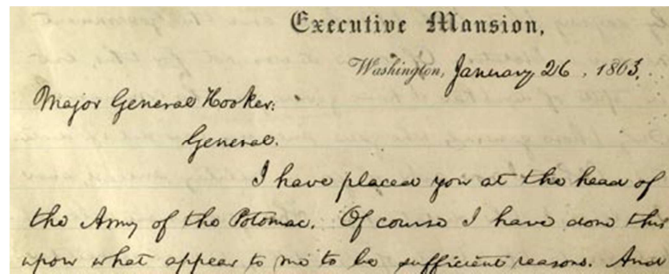 Executive Mansion,
Washington, January 26, 1863.
Major General Hooker:
General.
I have placed you at the head of
the Army of the Potomac. Of course I have done this
upon what appear to me to be sufficient reasons. And